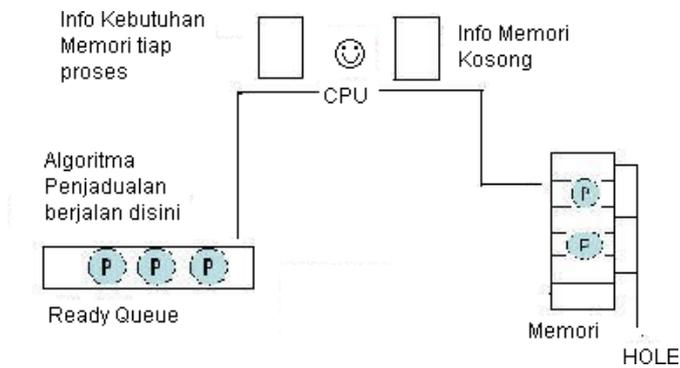 Info Kebutuhan
Memori tiap
proses
Info Memori
Kosong
CPU
Algoritma
Penjadualan
berjalan disini
P
P
P
P
P
Ready Queue
Memori
HOLE